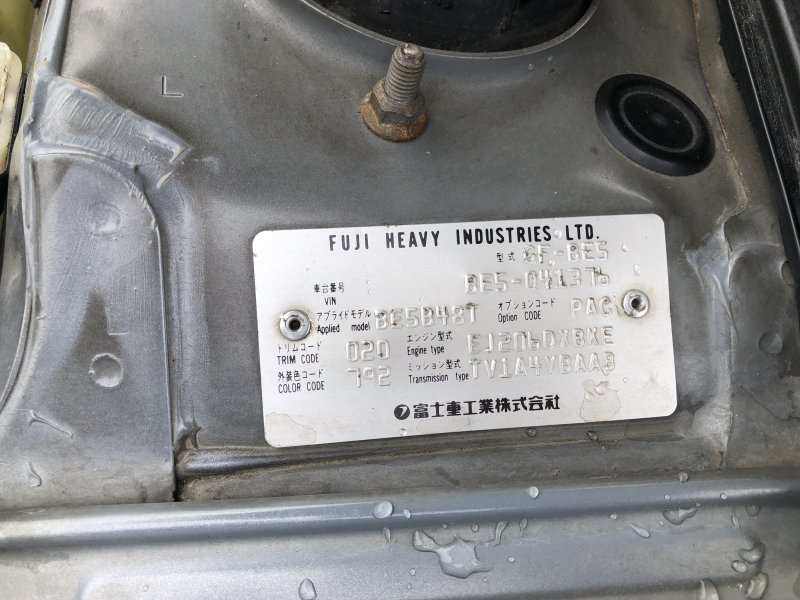 L
FUJI HEAVY INDUSTRIES LTD.
型式 GF-BE5
車台番号 VIN BE5-041376
アプライドモデル Applied model BE5B48T オプションコード Option CODE PAC
トリムコード TRIM CODE 020 エンジン型式 Engine type EJ206DXBKE
外装色コード COLOR CODE 792 ミッション型式 Transmission type TV1A4YBAAB
富士重工業株式会社